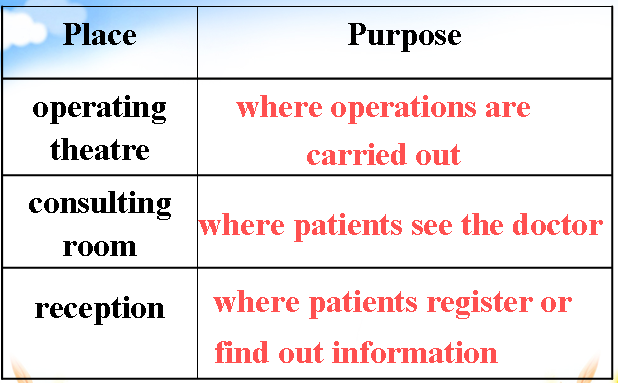 Place
Purpose
operating
theatre
where operations are
carried out
consulting
room
where patients see the doctor
reception
where patients register or
find out information